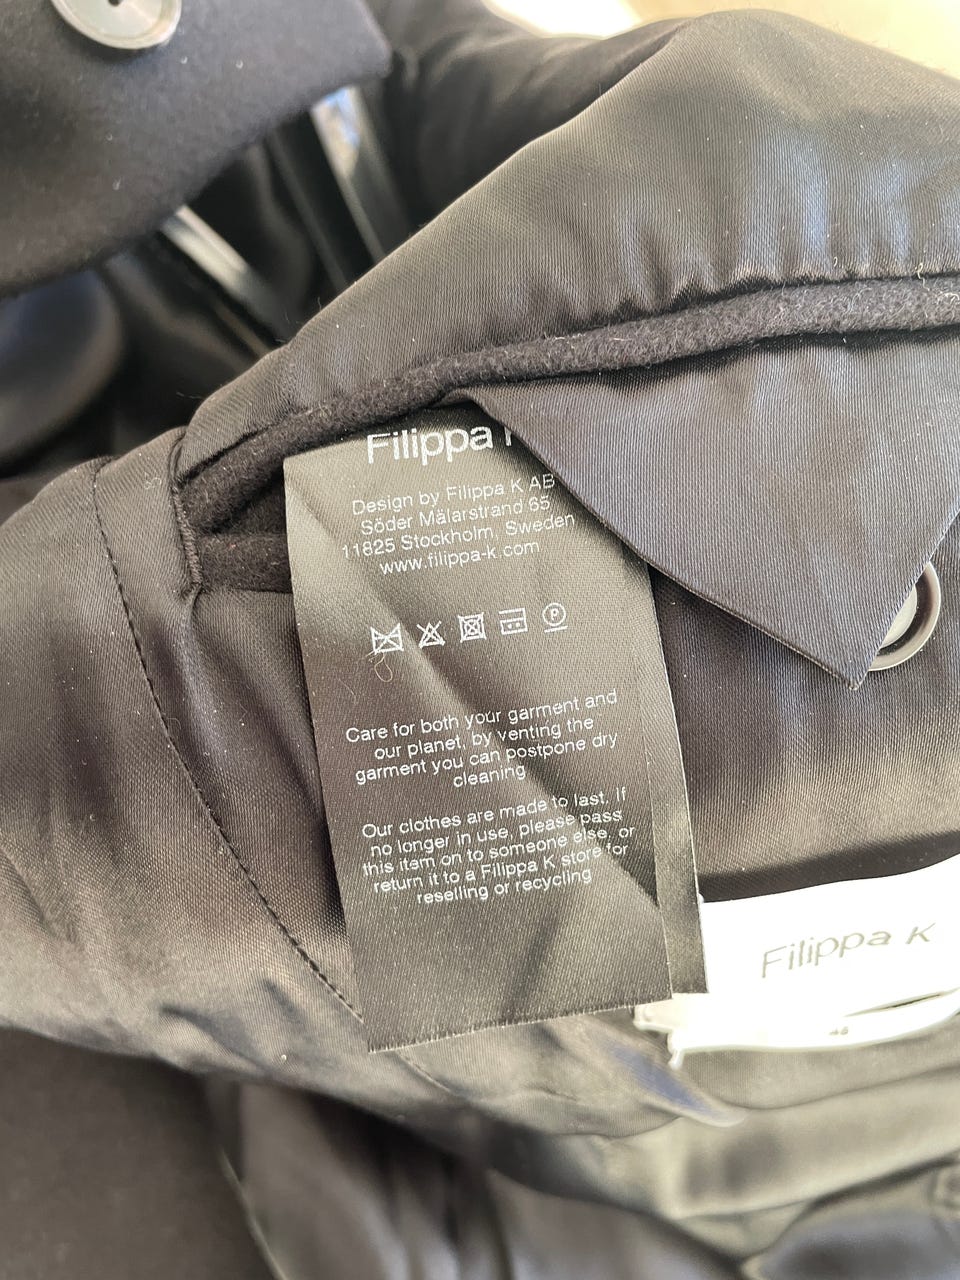 Filippa K
Design by Filippa K AB
Söder Mälarstrand 65
11825 Stockholm, Sweden
www.filippa-k.com
P
Care for both your garment and
our planet, by venting the
garment you can postpone dry
cleaning
Our clothes are made to last. If
no longer in use, please pass
this item on to someone else, or
return it to a Filippa K store for
reselling or recycling
Filippa K